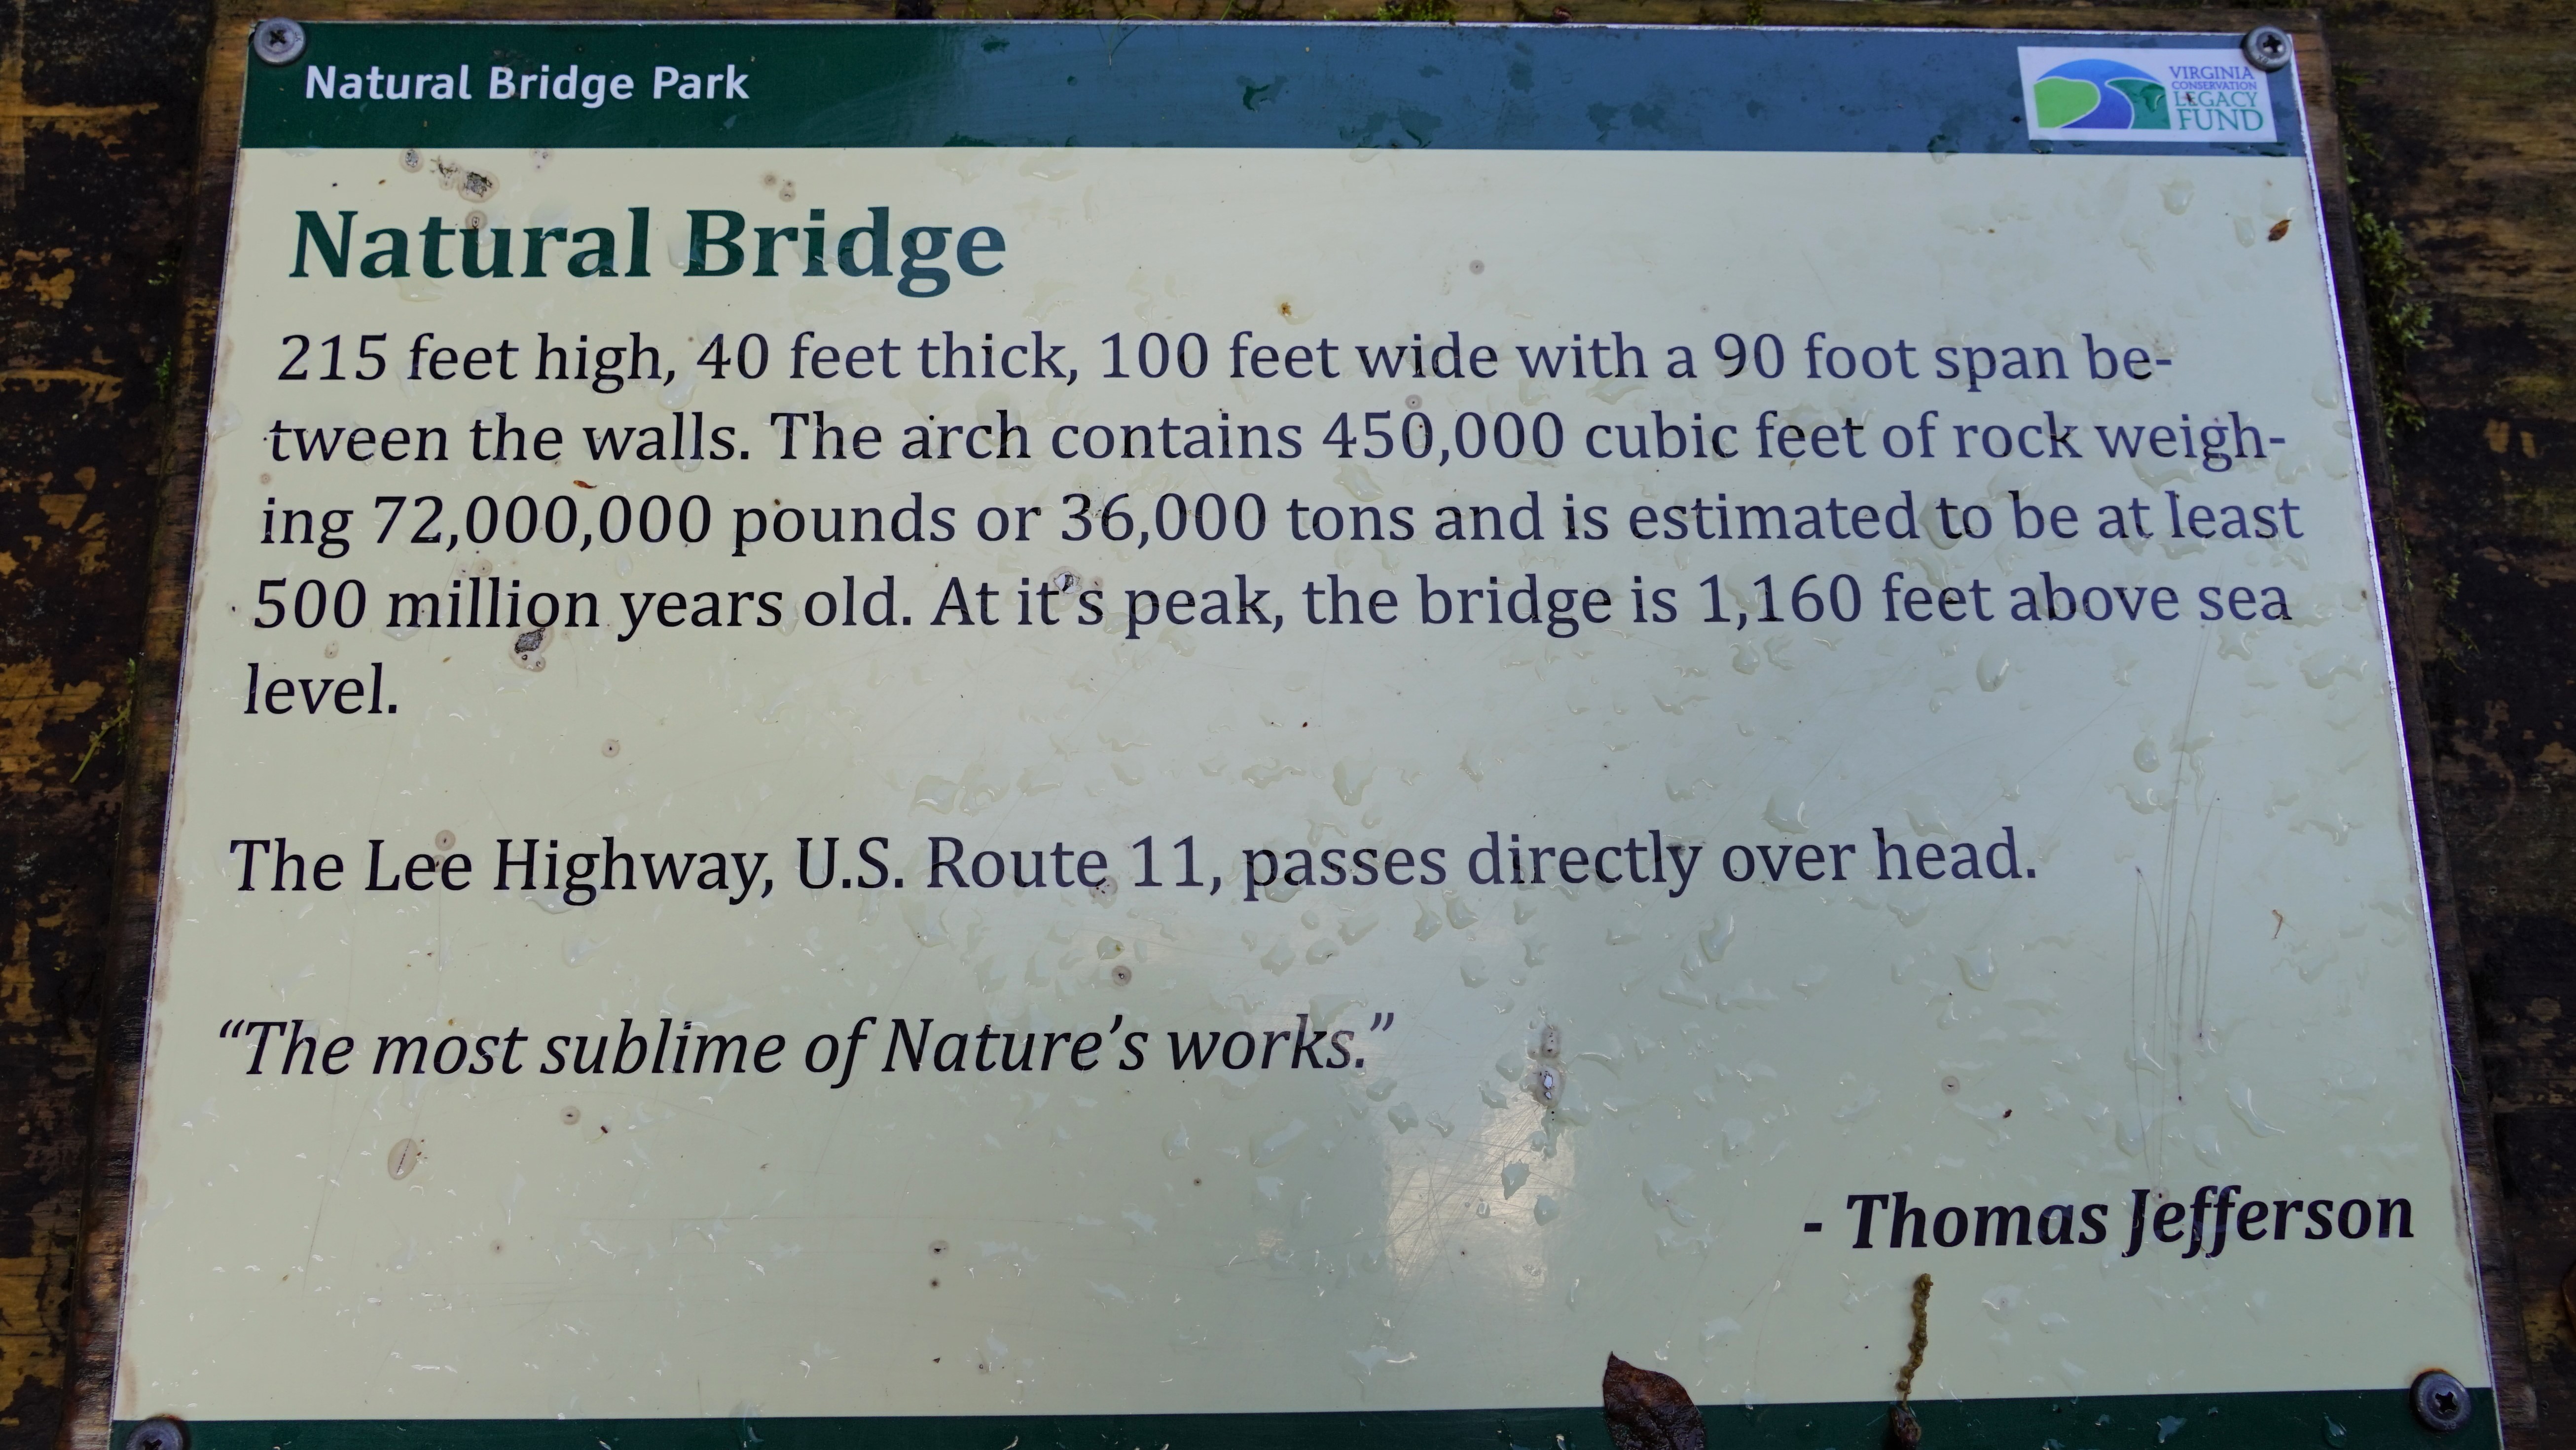 Natural Bridge Park
VIRGINIA
CONSERVATION
LEGACY
FUND
Natural Bridge
215 feet high, 40 feet thick, 100 feet wide with a 90 foot span be-
tween the walls. The arch contains 450,000 cubic feet of rock weigh-
ing 72,000,000 pounds or 36,000 tons and is estimated to be at least
500 million years old. At it's peak, the bridge is 1,160 feet above sea
level.
The Lee Highway, U.S. Route 11, passes directly over head.
“The most sublime of Nature’s works.”
- Thomas Jefferson